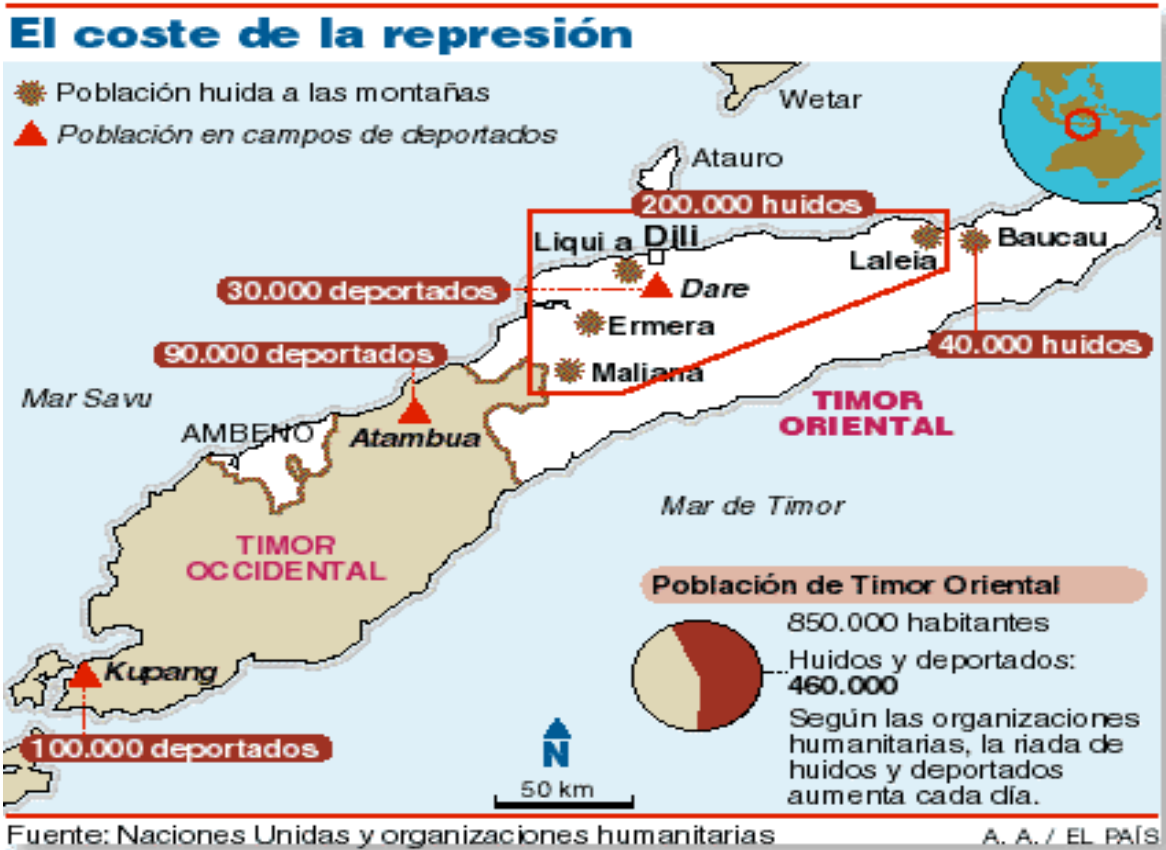 El coste de la represión
Población huida a las montañas
Población en campos de deportados
Wetar
Atauro
200.000 huidos
Liqui a Dili
Baucau
Laleia
30.000 deportados
Dare
Ermera
90.000 deportados
40.000 huidos
Maliana
Mar Savu
TIMOR
ORIENTAL
AMBENO
Atambua
Mar de Timor
TIMOR
OCCIDENTAL
Población de Timor Oriental
850.000 habitantes
Huidos y deportados:
460.000
Según las organizaciones
humanitarias, la riada de
huidos y deportados
aumenta cada día.
Kupang
100.000 deportados
N
50 km
Fuente: Naciones Unidas y organizaciones humanitarias
A. A. / EL PAÍS